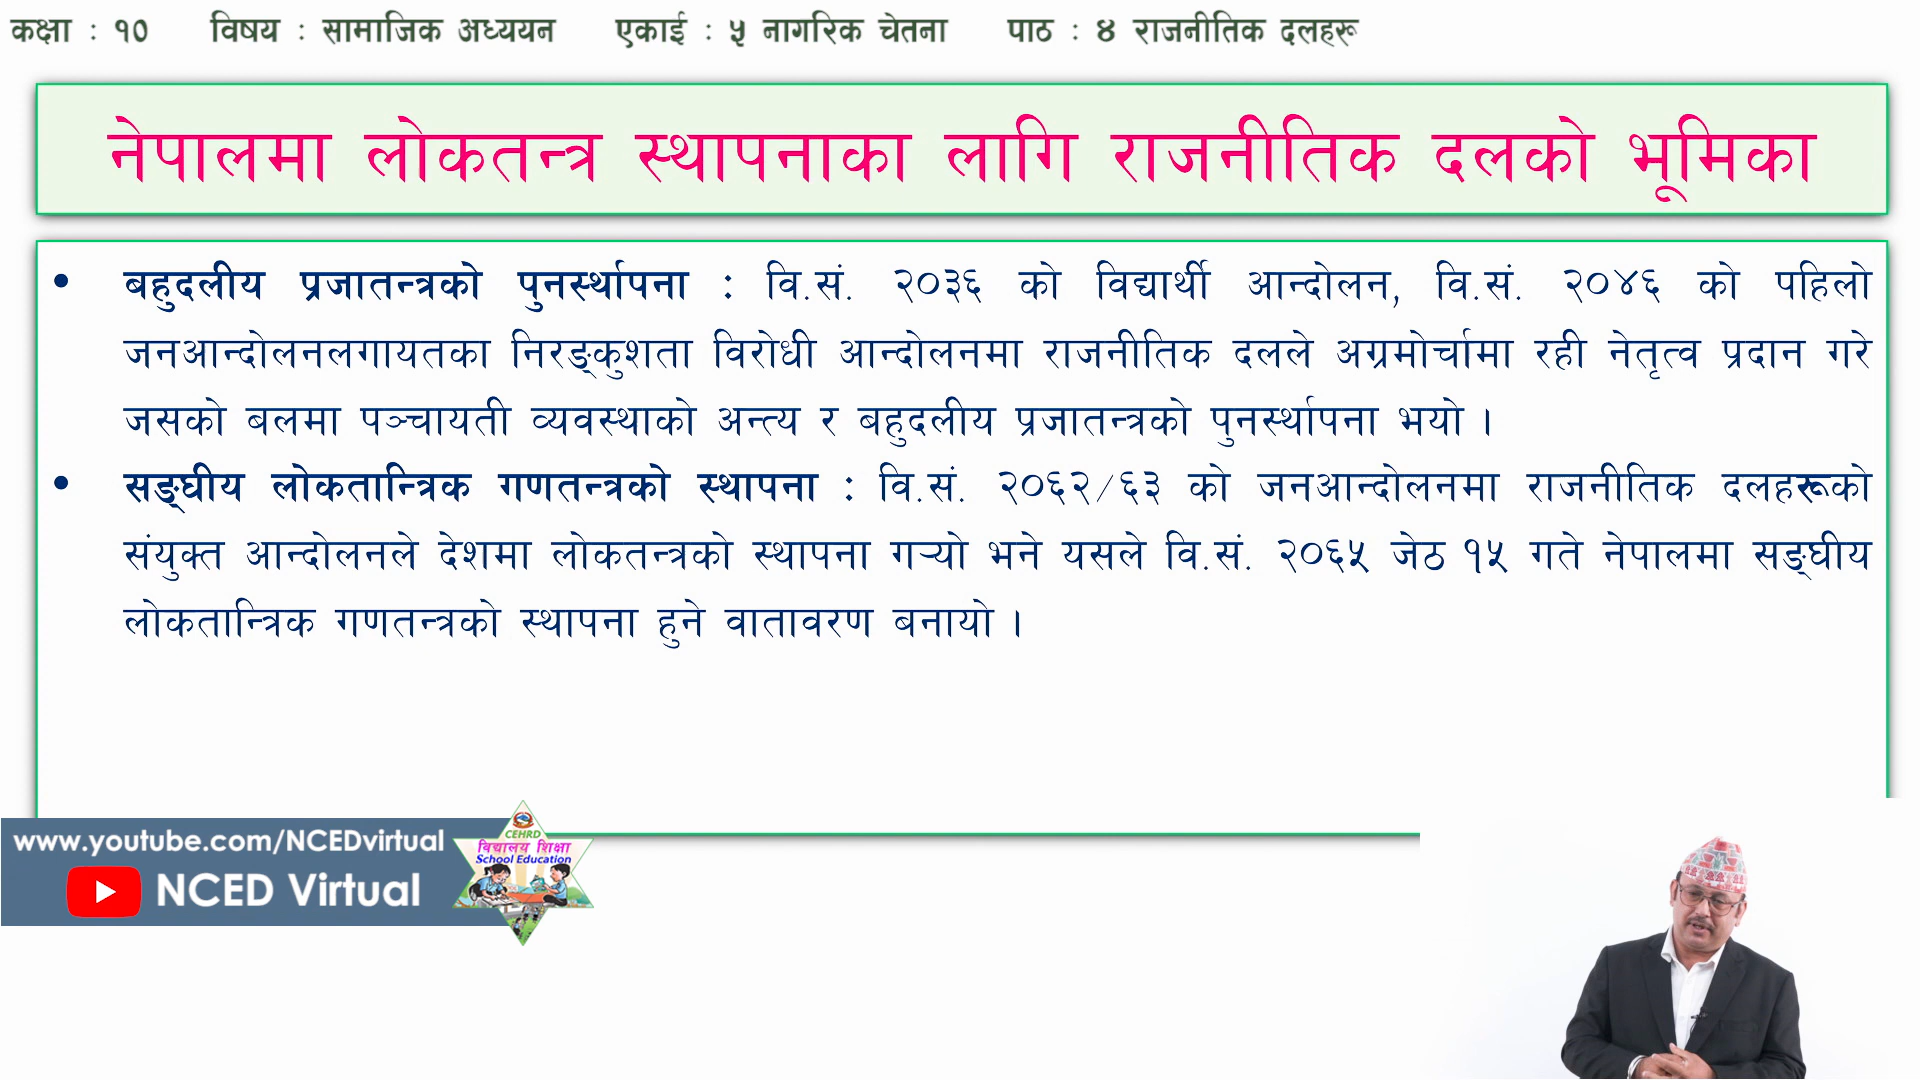 कक्षा : १० विषय : सामाजिक अध्ययन एकाई : ५ नागरिक चेतना पाठ : ४ राजनीतिक दलहरू
नेपालमा लोकतन्त्र स्थापनाका लागि राजनीतिक दलको भूमिका
• बहुदलीय प्रजातन्त्रको पुनर्स्थापना : वि.सं. २०३६ को विद्यार्थी आन्दोलन, वि.सं. २०४६ को पहिलो
जनआन्दोलनलगायतका निरङ्कुशता विरोधी आन्दोलनमा राजनीतिक दलले अग्रमोर्चामा रही नेतृत्व प्रदान गरे
जसको बलमा पञ्चायती व्यवस्थाको अन्त्य र बहुदलीय प्रजातन्त्रको पुनर्स्थापना भयो ।
• सङ्घीय लोकतान्त्रिक गणतन्त्रको स्थापना : वि.सं. २०६२/६३ को जनआन्दोलनमा राजनीतिक दलहरूको
संयुक्त आन्दोलनले देशमा लोकतन्त्रको स्थापना गर्‍यो भने यसले वि.सं. २०६५ जेठ १५ गते नेपालमा सङ्घीय
लोकतान्त्रिक गणतन्त्रको स्थापना हुने वातावरण बनायो ।
www.youtube.com/NCEDvirtual
NCED Virtual
CEHRD
विद्यालय शिक्षा
School Education